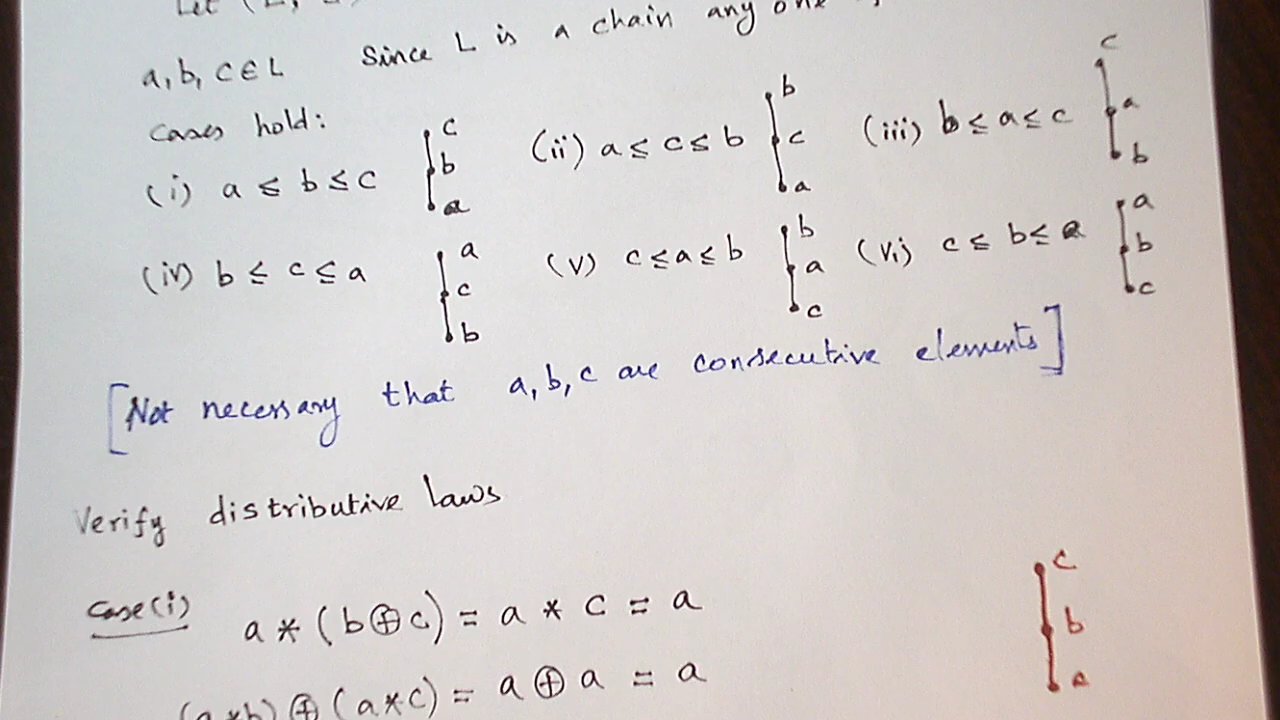 Let (L, ≤)
a, b, c ∈ L Since L is a chain any one
cases hold:
(i) a ≤ b ≤ c c b a (ii) a ≤ c ≤ b b c a (iii) b ≤ a ≤ c c a b
(iv) b ≤ c ≤ a a c b (v) c ≤ a ≤ b b a c (vi) c ≤ b ≤ a a b c
[Not necessary that a, b, c are consecutive elements]
Verify distributive laws
Case(i) a * (b ⊕ c) = a * c = a c b a
(a * b) ⊕ (a * c) = a ⊕ a = a